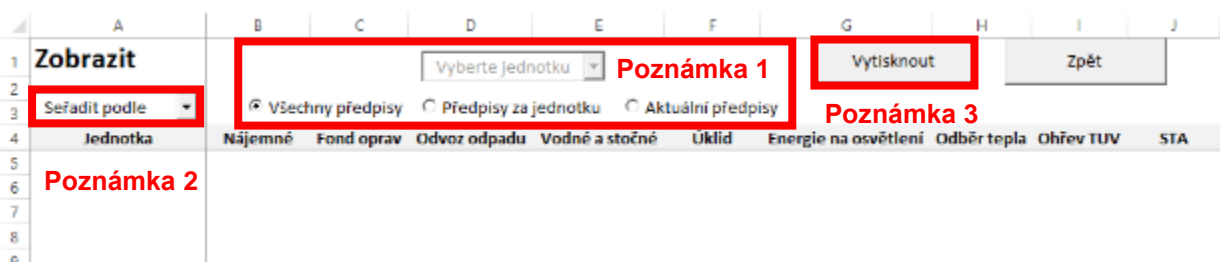 A B C D E F G H I J
1 Zobrazit Vyberte jednotku Poznámka 1 Vytisknout Zpět
2
3 Seřadit podle Všechny předpisy Předpisy za jednotku Aktuální předpisy Poznámka 3
4 Jednotka Nájemné Fond oprav Odvoz odpadu Vodné a stočné Úklid Energie na osvětlení Odběr tepla Ohřev TUV STA
5
6 Poznámka 2
7
8
9